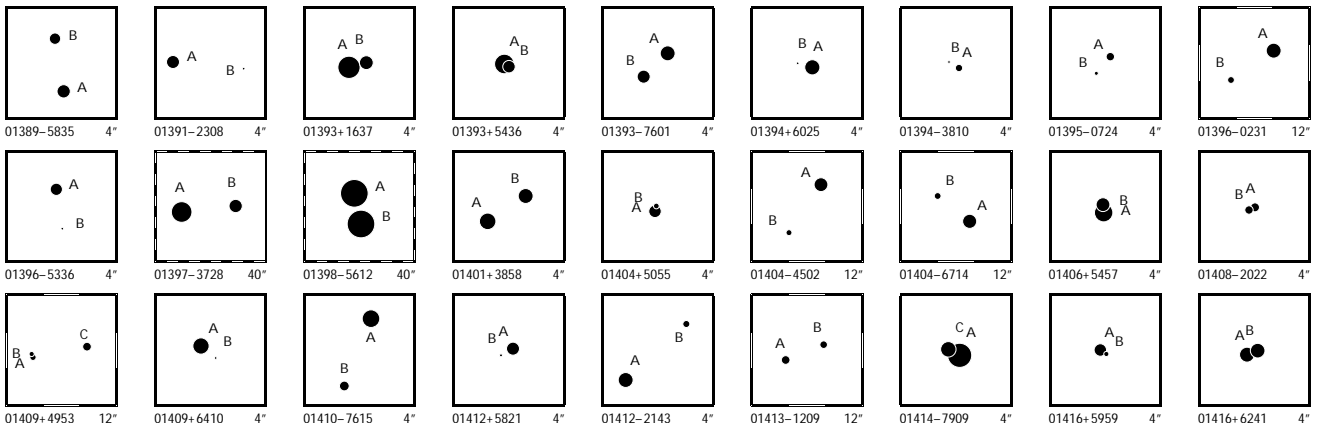 B
A
01389–5835 4″
A
B
01391–2308 4″
A B
01393+1637 4″
A
B
01393+5436 4″
A
B
01393–7601 4″
B A
01394+6025 4″
B
A
01394–3810 4″
A
B
01395–0724 4″
A
B
01396–0231 12″
A
B
01396–5336 4″
A
B
01397–3728 40″
A
B
01398–5612 40″
B
A
01401+3858 4″
B
A
01404+5055 4″
A
B
01404–4502 12″
B
A
01404–6714 12″
B
A
01406+5457 4″
A
B
01408–2022 4″
C
B
A
01409+4953 12″
A
B
01409+6410 4″
A
B
01410–7615 4″
A
B
01412+5821 4″
B
A
01412–2143 4″
B
A
01413–1209 12″
C
A
01414–7909 4″
A
B
01416+5959 4″
B
A
01416+6241 4″